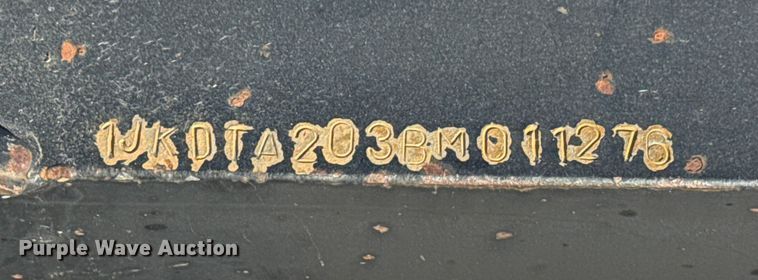 1JKDTA203BM011276
Purple Wave Auction